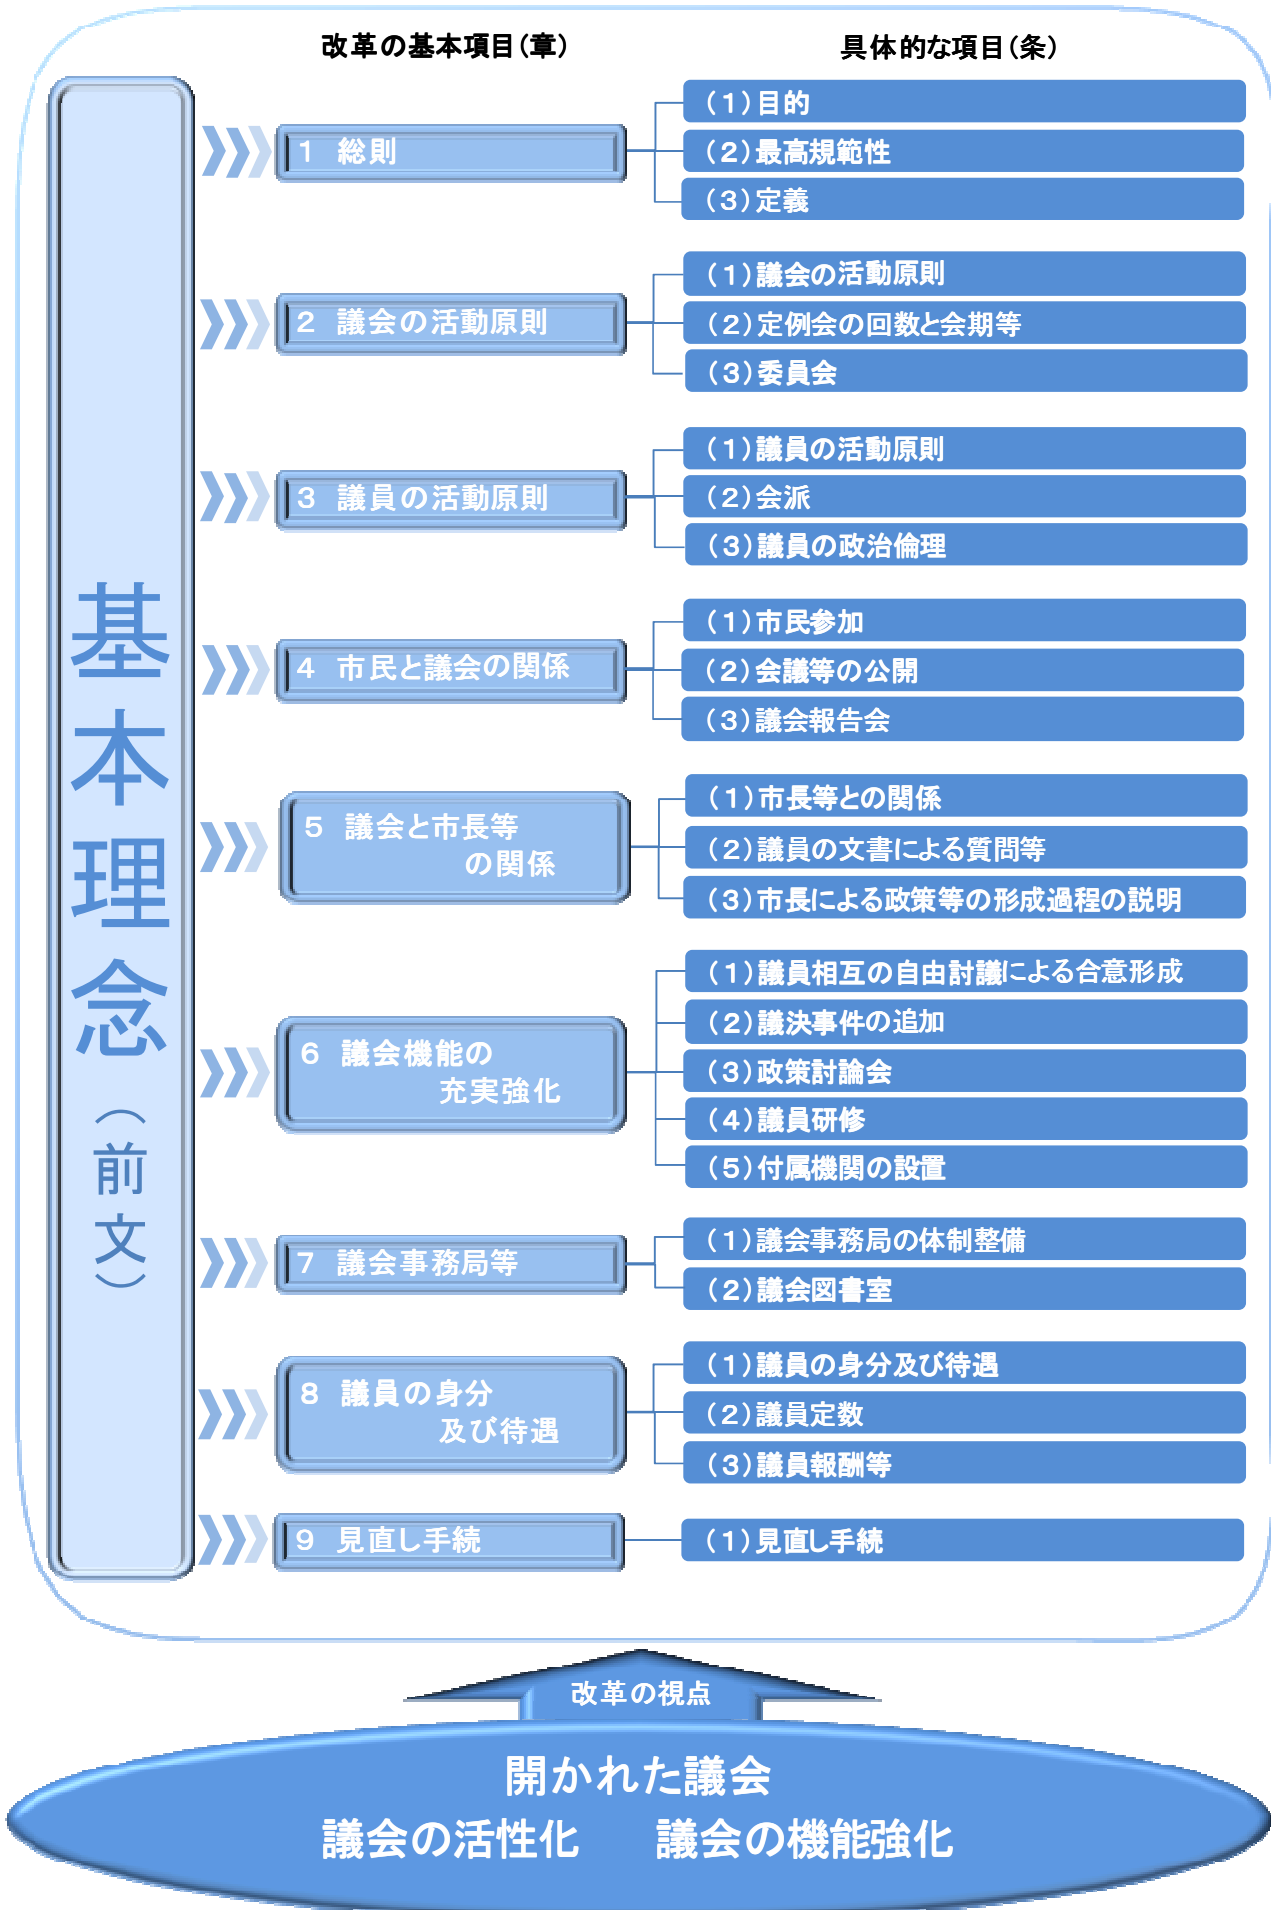 改革の基本項目（章）
具体的な項目（条）
基本理念（前文）
１　総則
（１）目的
（２）最高規範性
（３）定義
２　議会の活動原則
（１）議会の活動原則
（２）定例会の回数と会期等
（３）委員会
３　議員の活動原則
（１）議員の活動原則
（２）会派
（３）議員の政治倫理
４　市民と議会の関係
（１）市民参加
（２）会議等の公開
（３）議会報告会
５　議会と市長等
の関係
（１）市長等との関係
（２）議員の文書による質問等
（３）市長による政策等の形成過程の説明
６　議会機能の
充実強化
（１）議員相互の自由討議による合意形成
（２）議決事件の追加
（３）政策討論会
（４）議員研修
（５）付属機関の設置
７　議会事務局等
（１）議会事務局の体制整備
（２）議会図書室
８　議員の身分
及び待遇
（１）議員の身分及び待遇
（２）議員定数
（３）議員報酬等
９　見直し手続
（１）見直し手続
改革の視点
開かれた議会
議会の活性化　　議会の機能強化